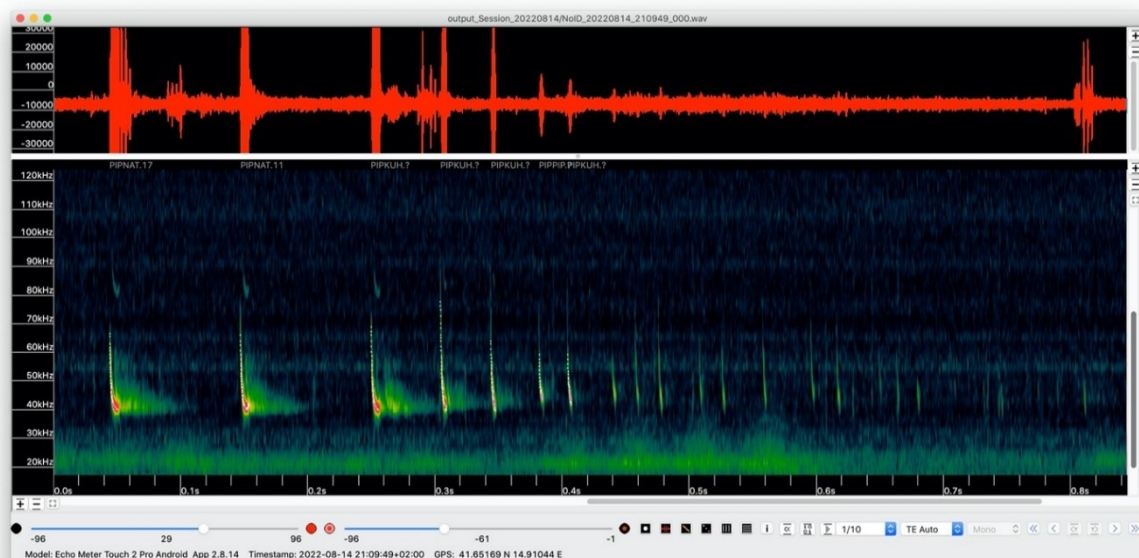 output_Session_20220814/NoID_20220814_210949_000.wav
30000
10000
0
-10000
-20000
-30000
PIPNAT.17 PIPNAT.11 PIPKUH.? PIPKUH.? PIPKUH.? PIPPIP.? PIPKUH.?
120kHz
110kHz
100kHz
90kHz
80kHz
70kHz
60kHz
50kHz
40kHz
30kHz
20kHz
0.0s 0.1s 0.2s 0.3s 0.4s 0.5s 0.6s 0.7s 0.8s
1/10 TE Auto Mono
-96 29 96 -96 -61 -1
Model: Echo Meter Touch 2 Pro Android App 2.8.14 Timestamp: 2022-08-14 21:09:49+02:00 GPS: 41.65169 N 14.91044 E